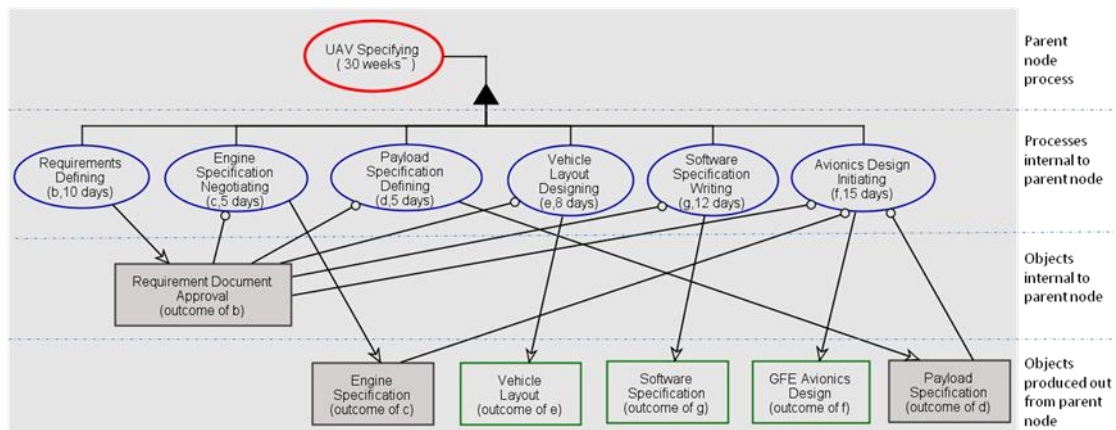 UAV Specifying
( 30 weeks¯ )
Parent
node
process
Requirements
Defining
(b,10 days)
Engine
Specification
Negotiating
(c,5 days)
Payload
Specification
Defining
(d,5 days)
Vehicle
Layout
Designing
(e,8 days)
Software
Specification
Writing
(g,12 days)
Avionics Design
Initiating
(f,15 days)
Processes
internal to
parent node
Requirement Document
Approval
(outcome of b)
Objects
internal to
parent node
Engine
Specification
(outcome of c)
Vehicle
Layout
(outcome of e)
Software
Specification
(outcome of g)
GFE Avionics
Design
(outcome of f)
Payload
Specification
(outcome of d)
Objects
produced out
from parent
node